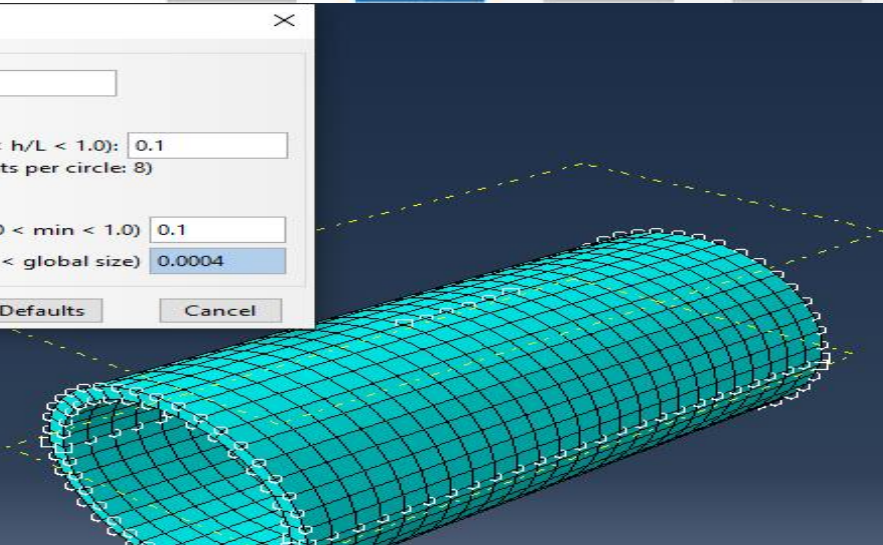 h/L < 1.0): 0.1
ts per circle: 8)
< min < 1.0) 0.1
< global size) 0.0004
Defaults Cancel